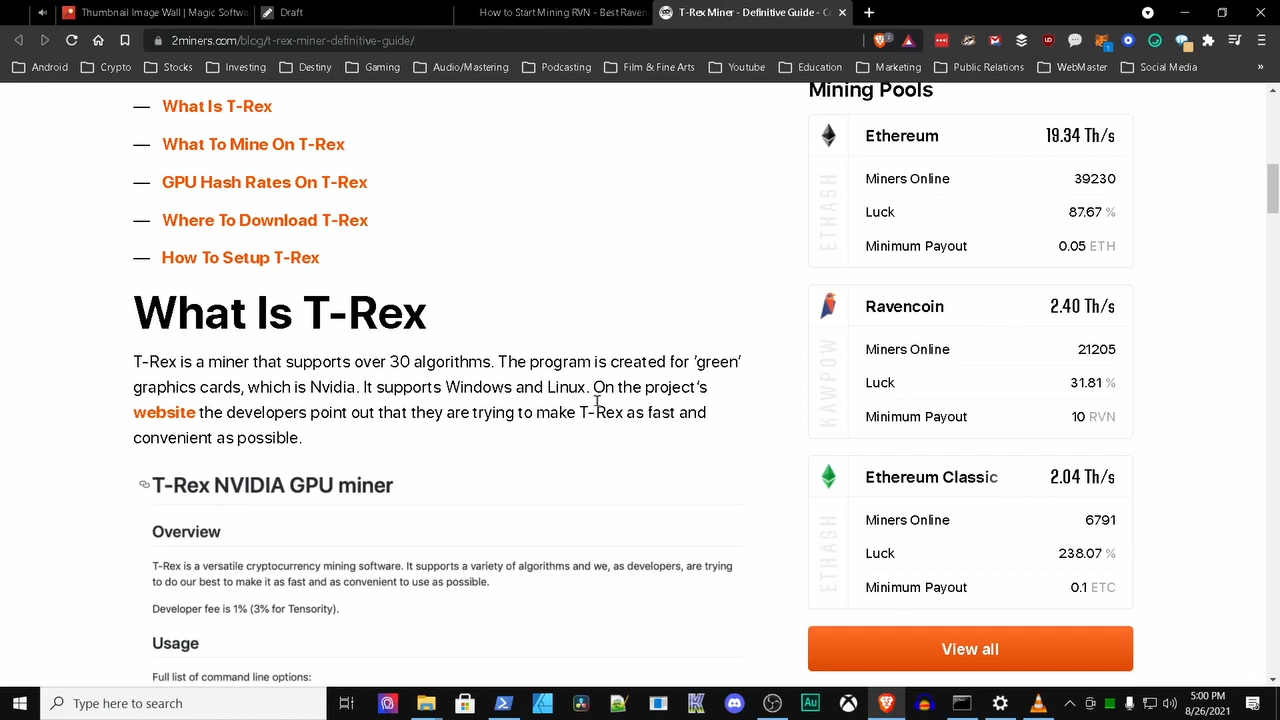 Thumbnail Image Wall | Magic Softwa
Draft
How to Start Mining RVN - Best Raven
T-Rex Miner - Definitive Guide - Cr
2miners.com/blog/t-rex-miner-definitive-guide/
Android
Crypto
Stocks
Investing
Destiny
Gaming
Audio/Mastering
Podcasting
Film & Fine Arts
Youtube
Education
Marketing
Public Relations
WebMaster
Social Media
»
— What Is T-Rex
— What To Mine On T-Rex
— GPU Hash Rates On T-Rex
— Where To Download T-Rex
— How To Setup T-Rex
What Is T-Rex
T-Rex is a miner that supports over 30 algorithms. The program is created for ‘green’
graphics cards, which is Nvidia. It supports Windows and Linux. On the project’s
website the developers point out that they are trying to make T-Rex as fast and
convenient as possible.
T-Rex NVIDIA GPU miner
Overview
T-Rex is a versatile cryptocurrency mining software. It supports a variety of algorithms and we, as developers, are trying
to do our best to make it as fast and as convenient to use as possible.
Developer fee is 1% (3% for Tensority).
Usage
Full list of command line options:
Mining Pools
Ethereum 19.34 Th/s
ETHASH
Miners Online 39230
Luck 87.67 %
Minimum Payout 0.05 ETH
Ravencoin 2.40 Th/s
KAWPOW
Miners Online 21205
Luck 31.81 %
Minimum Payout 10 RVN
Ethereum Classic 2.04 Th/s
ETHASH
Miners Online 6791
Luck 238.07 %
Minimum Payout 0.1 ETC
View all
Type here to search
5:00 PM
8/26/2021